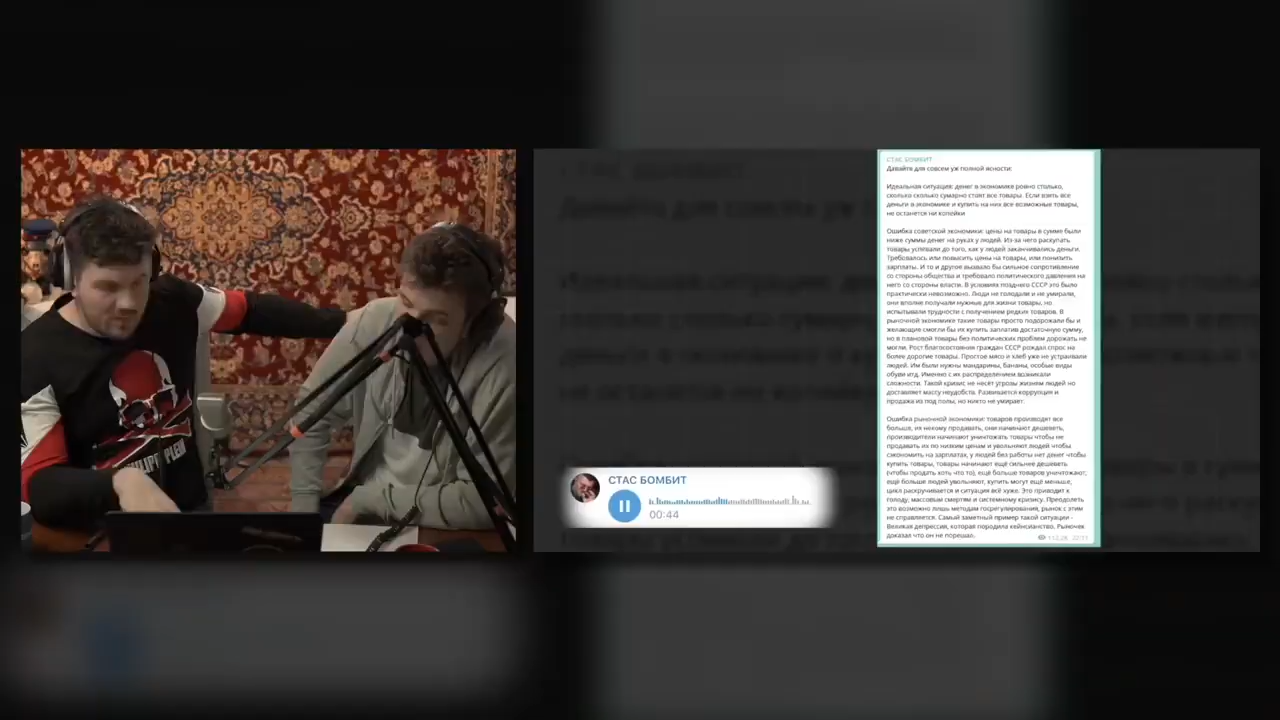 PHILIPP PLEIN
СТАС БОМБИТ
00:44
СТАС БОМБИТ
Давайте для совсем уж полной ясности:
Идеальная ситуация: денег в экономике ровно столько,
сколько сколько сумарно стоят все товары. Если взять все
деньги в экономике и купить на них все возможные товары,
не останется ни копейки
Ошибка советской экономики: цены на товары в сумме были
ниже суммы денег на руках у людей. Из-за чего раскупать
товары успевали до того, как у людей заканчивались деньги.
Требовалось или повысить цены на товары, или понизить
зарплаты. И то и другое вызвало бы сильное сопротивление
со стороны общества и требовало политического давления на
него со стороны власти. В условиях позднего СССР это было
практически невозможно. Люди не голодали и не умирали,
они вполне получали нужные для жизни товары, но
испытывали трудности с получением редких товаров. В
рыночной экономике такие товары просто подорожали бы и
желающие смогли бы их купить заплатив достаточную сумму,
но в плановой товары без политических проблем дорожать не
могли. Рост благосостояния граждан СССР рождал спрос на
более дорогие товары. Простое мясо и хлеб уже не устраивали
людей. Им были нужны мандарины, бананы, особые виды
обуви итд. Именно с их распределением возникали
сложности. Такой кризис не несёт угрозы жизням людей но
доставляет массу неудобств. Развивается коррупция и
продажа из под полы, но никто не умирает.
Ошибка рыночной экономики: товаров производят все
больше, их некому продавать, они начинают дешеветь,
производители начинают уничтожать товары чтобы не
продавать их по низким ценам и увольняют людей чтобы
сэкономить на зарплатах, у людей без работы нет денег чтобы
купить товары, товары начинают ещё сильнее дешеветь
(чтобы продать хоть что то), ещё больше товаров уничтожают,
ещё больше людей увольняют, купить могут ещё меньше,
цикл раскручивается и ситуация всё хуже. Это приводит к
голоду, массовым смертям и системному кризису. Преодолеть
это возможно лишь методам госрегулирования, рынок с этим
не справляется. Самый заметный пример такой ситуации -
Великая депрессия, которая породила кейнсианство. Рыночек
доказал что он не порешал.